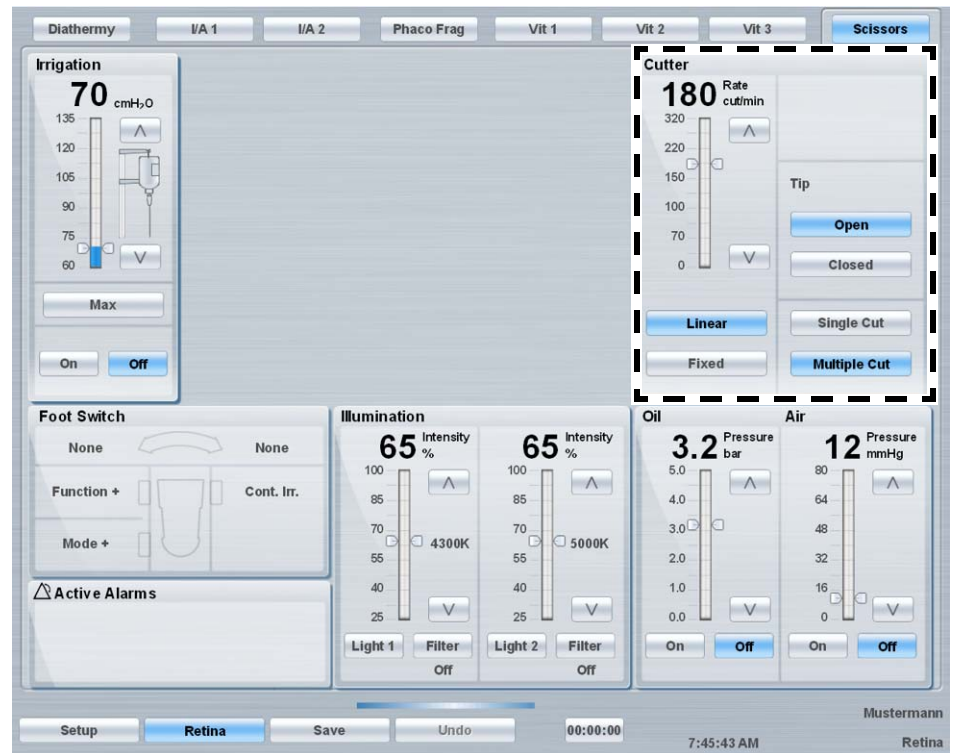 Diathermy I/A 1 I/A 2 Phaco Frag Vit 1 Vit 2 Vit 3 Scissors
Irrigation
70 cmH₂O
135
120
105
90
75
60
Max
On Off
Cutter
180 Rate cut/min
320
220
150
100
70
0
Linear
Fixed
Tip
Open
Closed
Single Cut
Multiple Cut
Foot Switch
None None
Function + Cont. Irr.
Mode +
Active Alarms
Illumination
65 Intensity %
100
85
70
4300K
55
40
25
Light 1 Filter
Off
65 Intensity %
100
85
70
5000K
55
40
25
Light 2 Filter
Off
Oil
3.2 Pressure bar
5.0
4.0
3.0
2.0
1.0
0.0
On Off
Air
12 Pressure mmHg
80
64
48
32
16
0
On Off
Setup Retina Save Undo 00:00:00
Mustermann
7:45:43 AM Retina